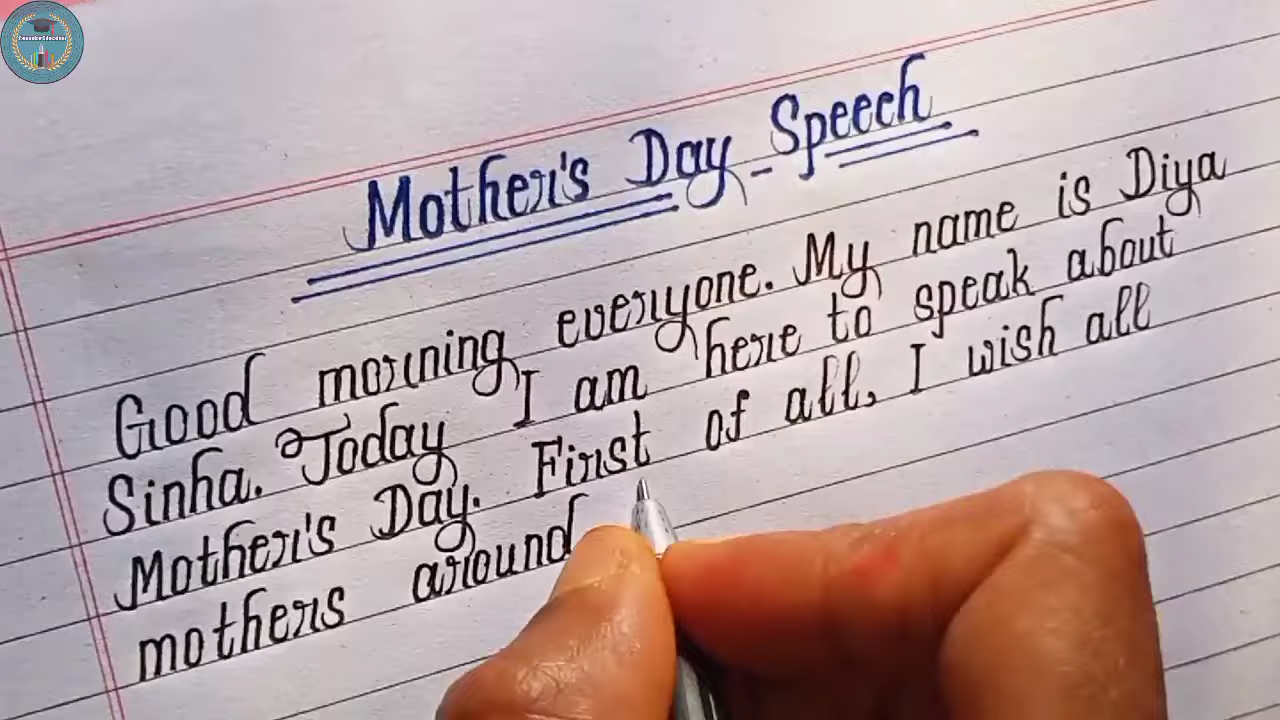 Mother's Day - Speech
Good morning everyone. My name is Diya
Sinha. Today I am here to speak about
Mother's Day. First of all, I wish all
mothers around